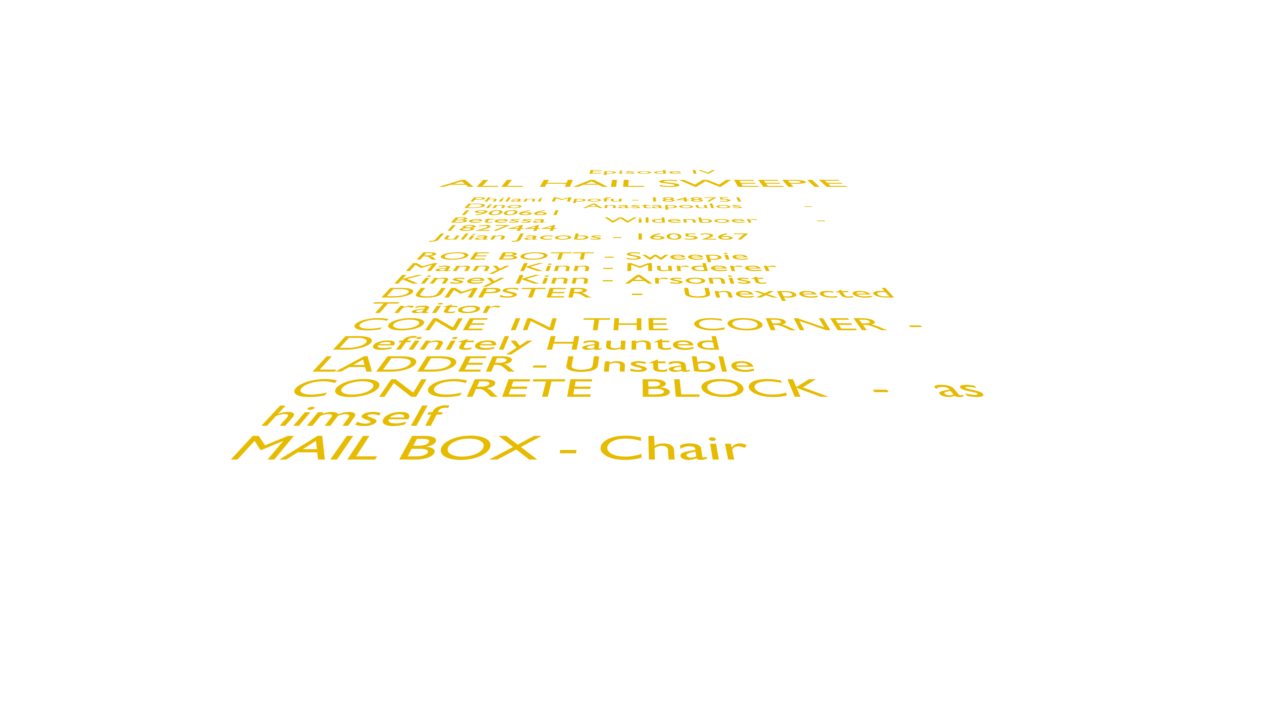 Episode IV
ALL HAIL SWEEPIE
Philani Mpofu - 1848751
Dino Anastapoulos -
1900661
Betessa Wildenboer -
1827444
Julian Jacobs - 1605267
ROE BOTT - Sweepie
Manny Kinn - Murderer
Kinsey Kinn - Arsonist
DUMPSTER - Unexpected
Traitor
CONE IN THE CORNER -
Definitely Haunted
LADDER - Unstable
CONCRETE BLOCK - as
himself
MAIL BOX - Chair